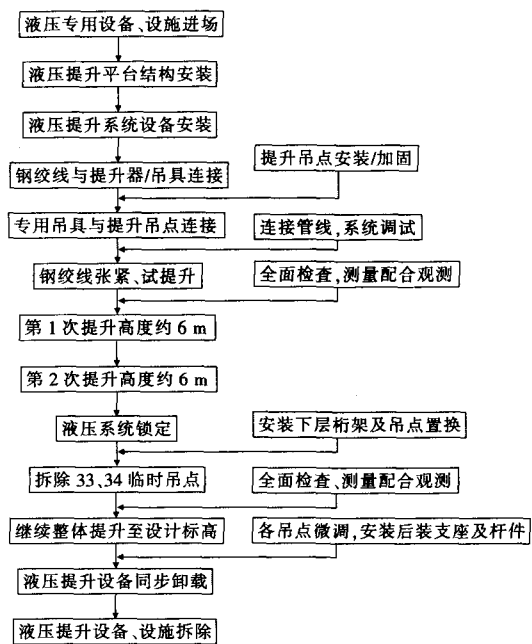 液压专用设备、设施进场
液压提升平台结构安装
液压提升系统设备安装
钢绞线与提升器/吊具连接
提升吊点安装/加固
专用吊具与提升吊点连接
连接管线,系统调试
钢绞线张紧、试提升
全面检查,测量配合观测
第1次提升高度约6 m
第2次提升高度约6 m
液压系统锁定
安装下层桁架及吊点置换
拆除33、34临时吊点
全面检查、测量配合观测
继续整体提升至设计标高
各吊点微调,安装后装支座及杆件
液压提升设备同步卸载
液压提升设备、设施拆除